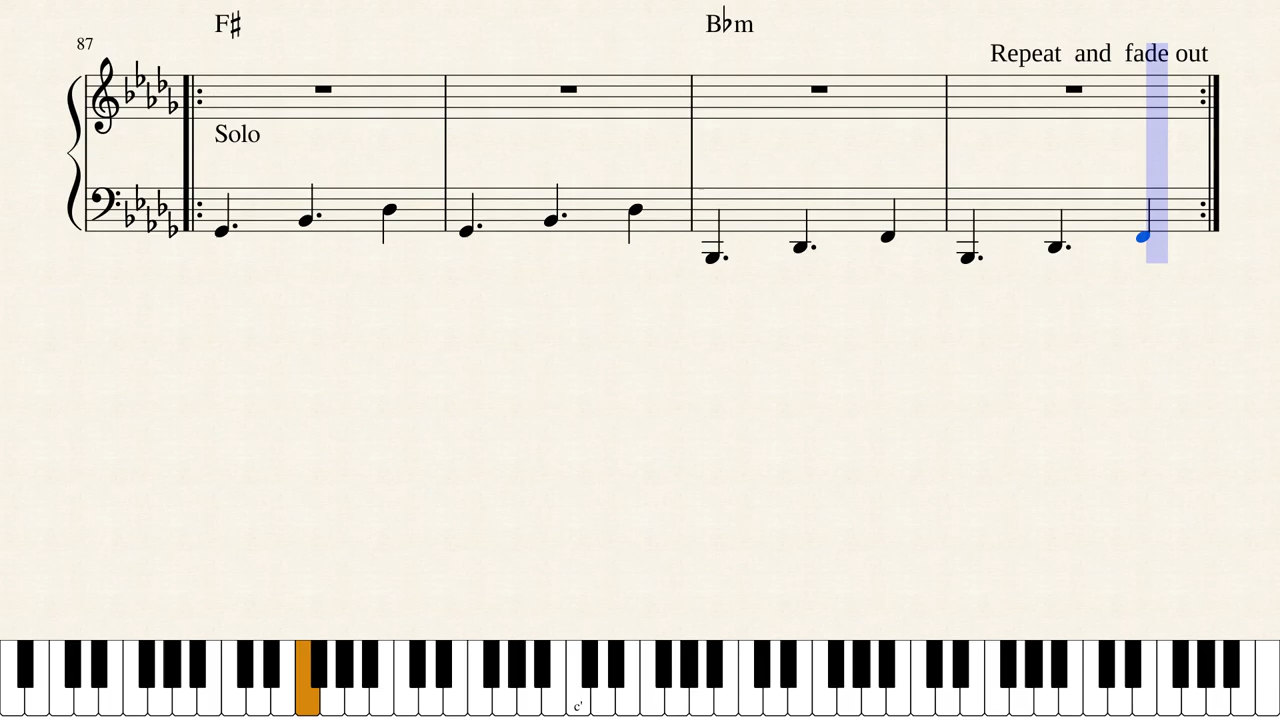 F♯ B♭m
87 Repeat and fade out
Solo
c'